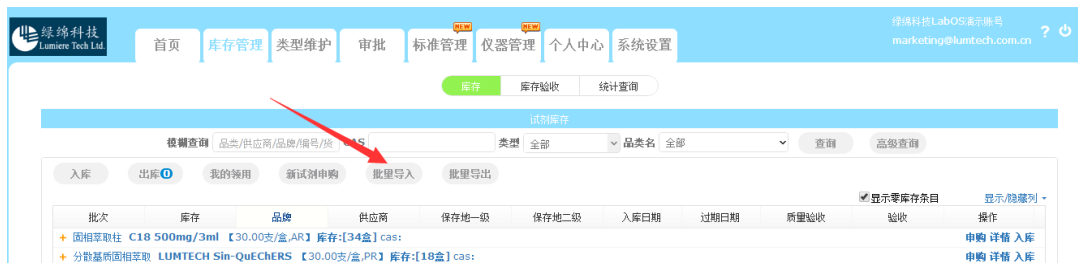 绿绵科技LabOS演示账号
绿绵科技
Lumiere Tech Ltd.
首页 库存管理 类型维护 审批 NEW 标准管理 NEW 仪器管理 个人中心 系统设置
marketing@lumtech.com.cn ?
库存 库存验收 统计查询
试剂库存
模糊查询 品类/供应商/品牌/编号/货 CAS 类型 全部 品类名 全部 查询 高级查询
入库 出库0 我的领用 新试剂申购 批量导入 批量导出
显示零库存条目 显示/隐藏列
批次 库存 品牌 供应商 保存地一级 保存地二级 入库日期 过期日期 质量验收 验收 操作
+ 固相萃取柱 C18 500mg/3ml 【30.00支/盒,AR】库存:[34盒] cas: 申购 详情 入库
+ 分散基质固相萃取 LUMTECH Sin-QuEChERS 【30.00支/盒,PR】库存:[18盒] cas: 申购 详情 入库